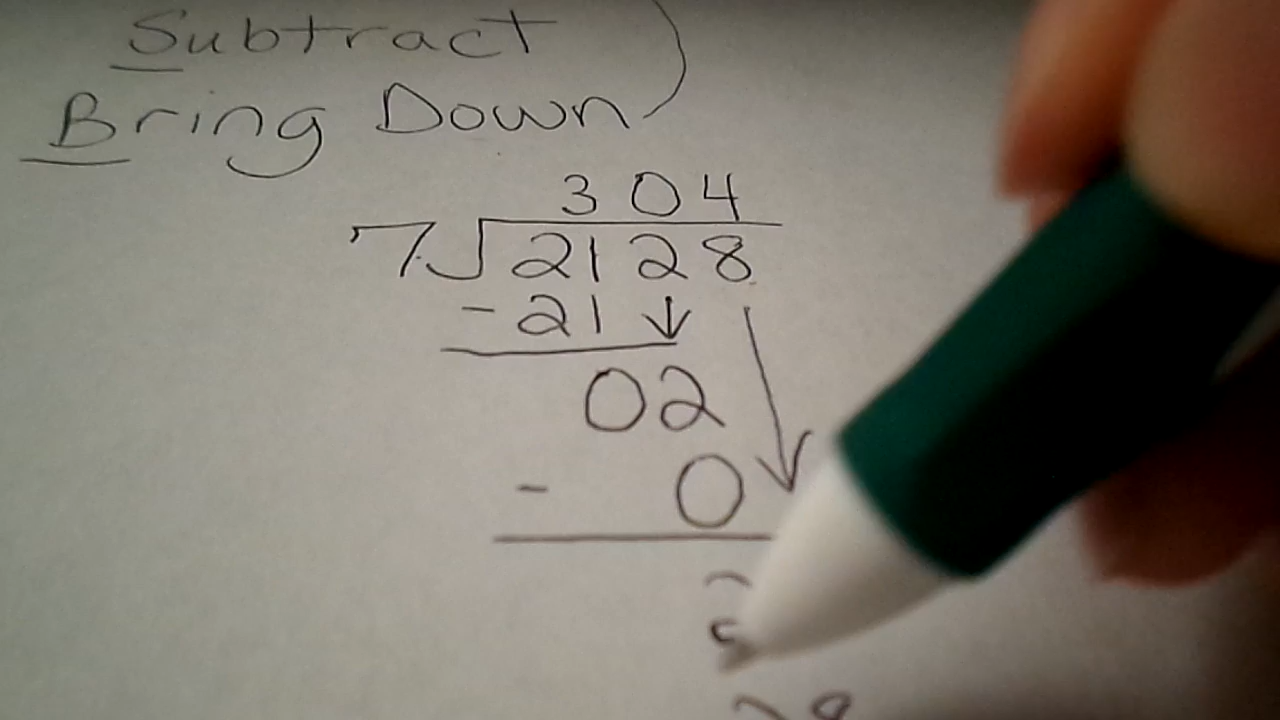 Subtract
Bring Down
304
7 2128
- 21 ↓
02
- 0